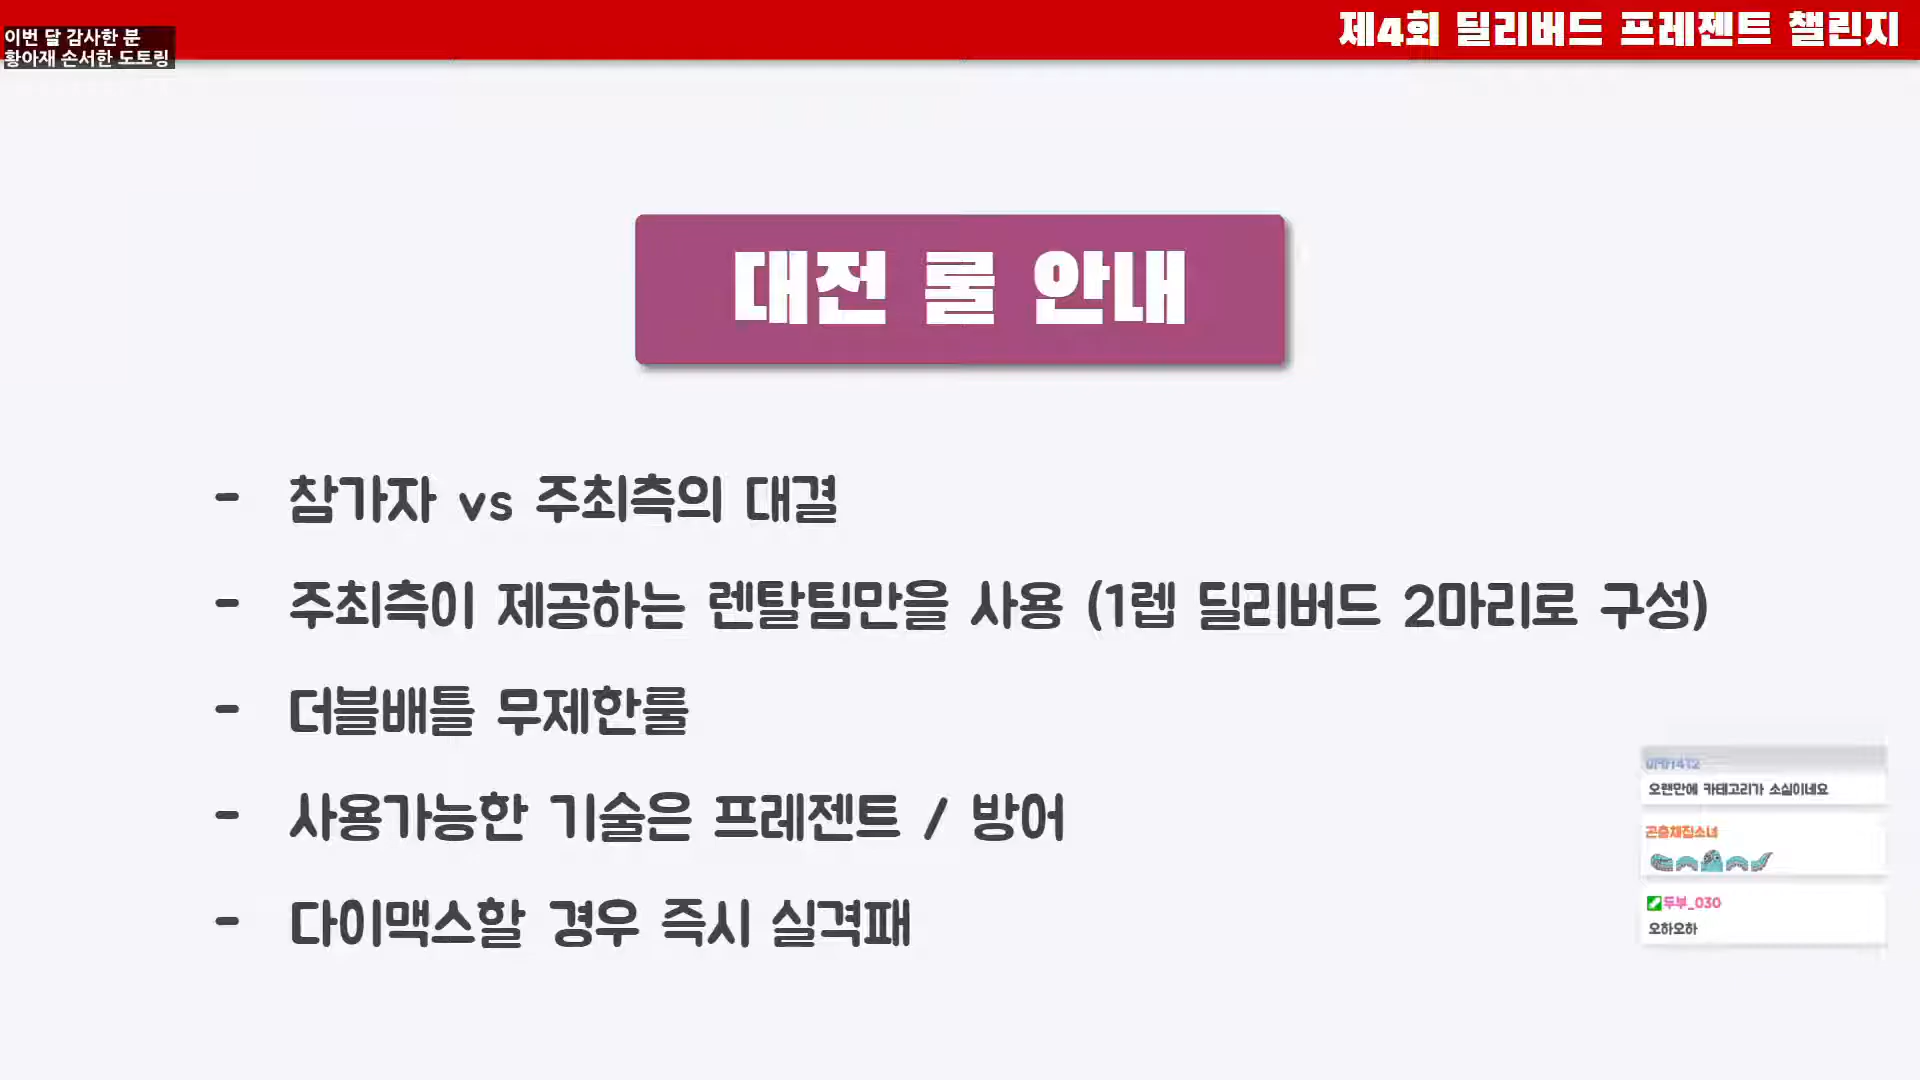 이번 달 감사한 분
황아재 손서한 도토링
제4회 딜리버드 프레젠트 챌린지
대전 룰 안내
- 참가자 vs 주최측의 대결
- 주최측이 제공하는 렌탈팀만을 사용 (1렙 딜리버드 2마리로 구성)
- 더블배틀 무제한룰
- 사용가능한 기술은 프레젠트 / 방어
- 다이맥스할 경우 즉시 실격패
오랜만에 카테고리가 소실이네요
곤충채집소녀
두부_030
오하오하